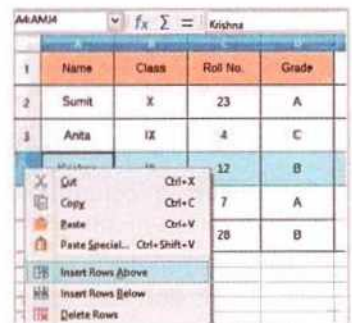 A4:AMJ4 fx Σ = Krishna
A B C D
1 Name Class Roll No. Grade
2 Sumit X 23 A
3 Anita IX 4 C
12 B
Cut Ctrl+X
Copy Ctrl+C 7 A
Paste Ctrl+V
Paste Special... Ctrl+Shift+V 28 B
Insert Rows Above
Insert Rows Below
Delete Rows